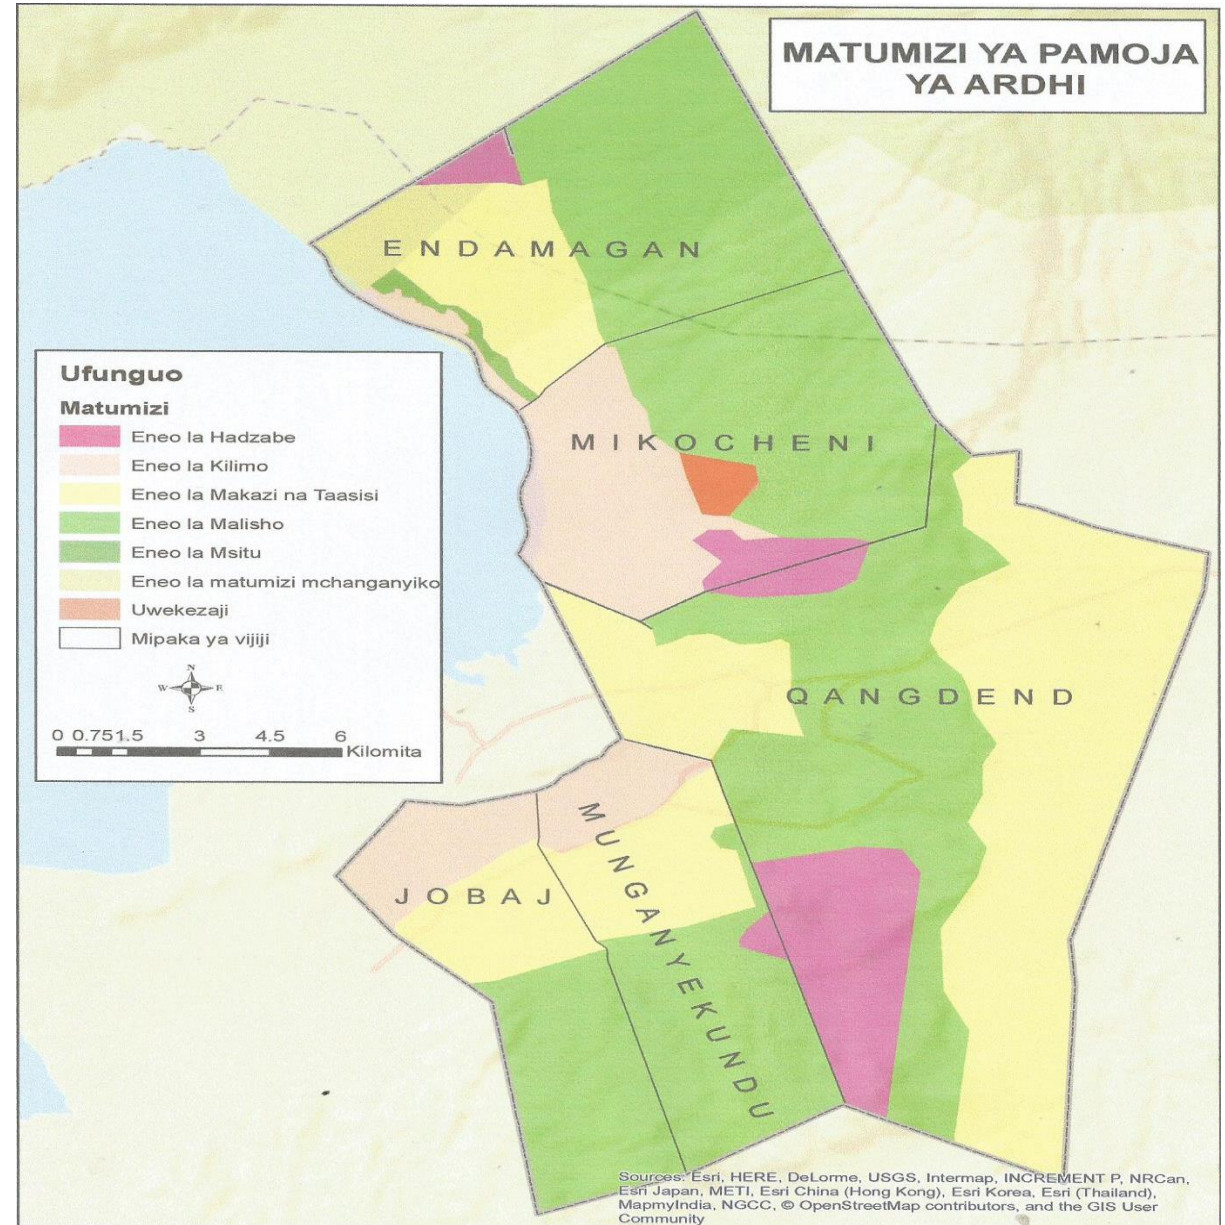 MATUMIZI YA PAMOJA
YA ARDHI
ENDAMAGAN
MIKOCHENI
QANGDEND
MUNGANYEKUNDU
JOBAJ
Ufunguo
Matumizi
Eneo la Hadzabe
Eneo la Kilimo
Eneo la Makazi na Taasisi
Eneo la Malisho
Eneo la Msitu
Eneo la matumizi mchanganyiko
Uwekezaji
Mipaka ya vijiji
N
W E
S
0 0.75 1.5 3 4.5 6
Kilomita
Sources: Esri, HERE, DeLorme, USGS, Intermap, INCREMENT P, NRCan,
Esri Japan, METI, Esri China (Hong Kong), Esri Korea, Esri (Thailand),
MapmyIndia, NGCC, © OpenStreetMap contributors, and the GIS User
Community